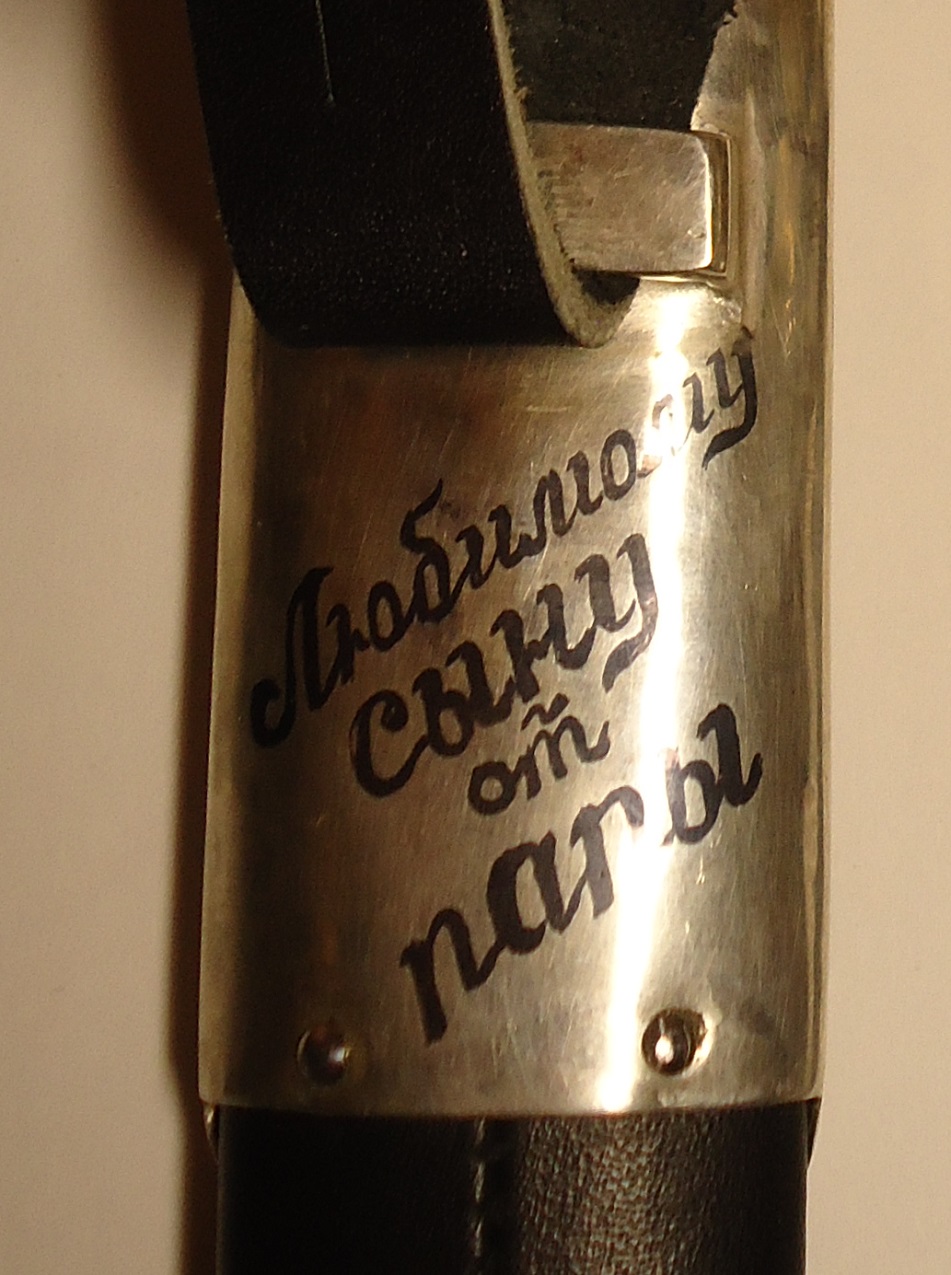 Любимому
сыну
от
папы